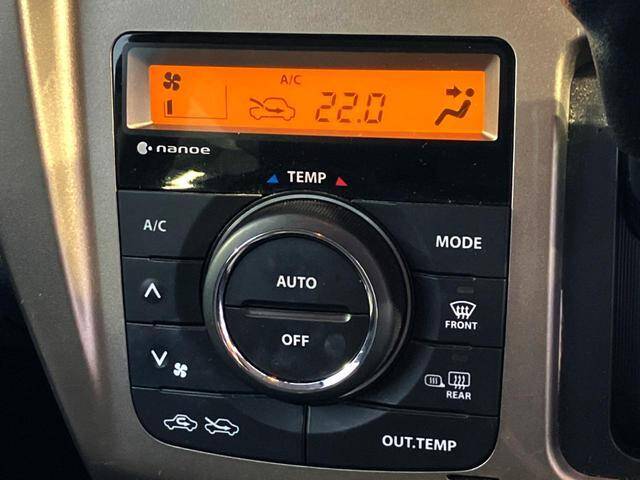 A/C
22.0
nanoe
TEMP
A/C
MODE
AUTO
OFF
FRONT
REAR
OUT.TEMP